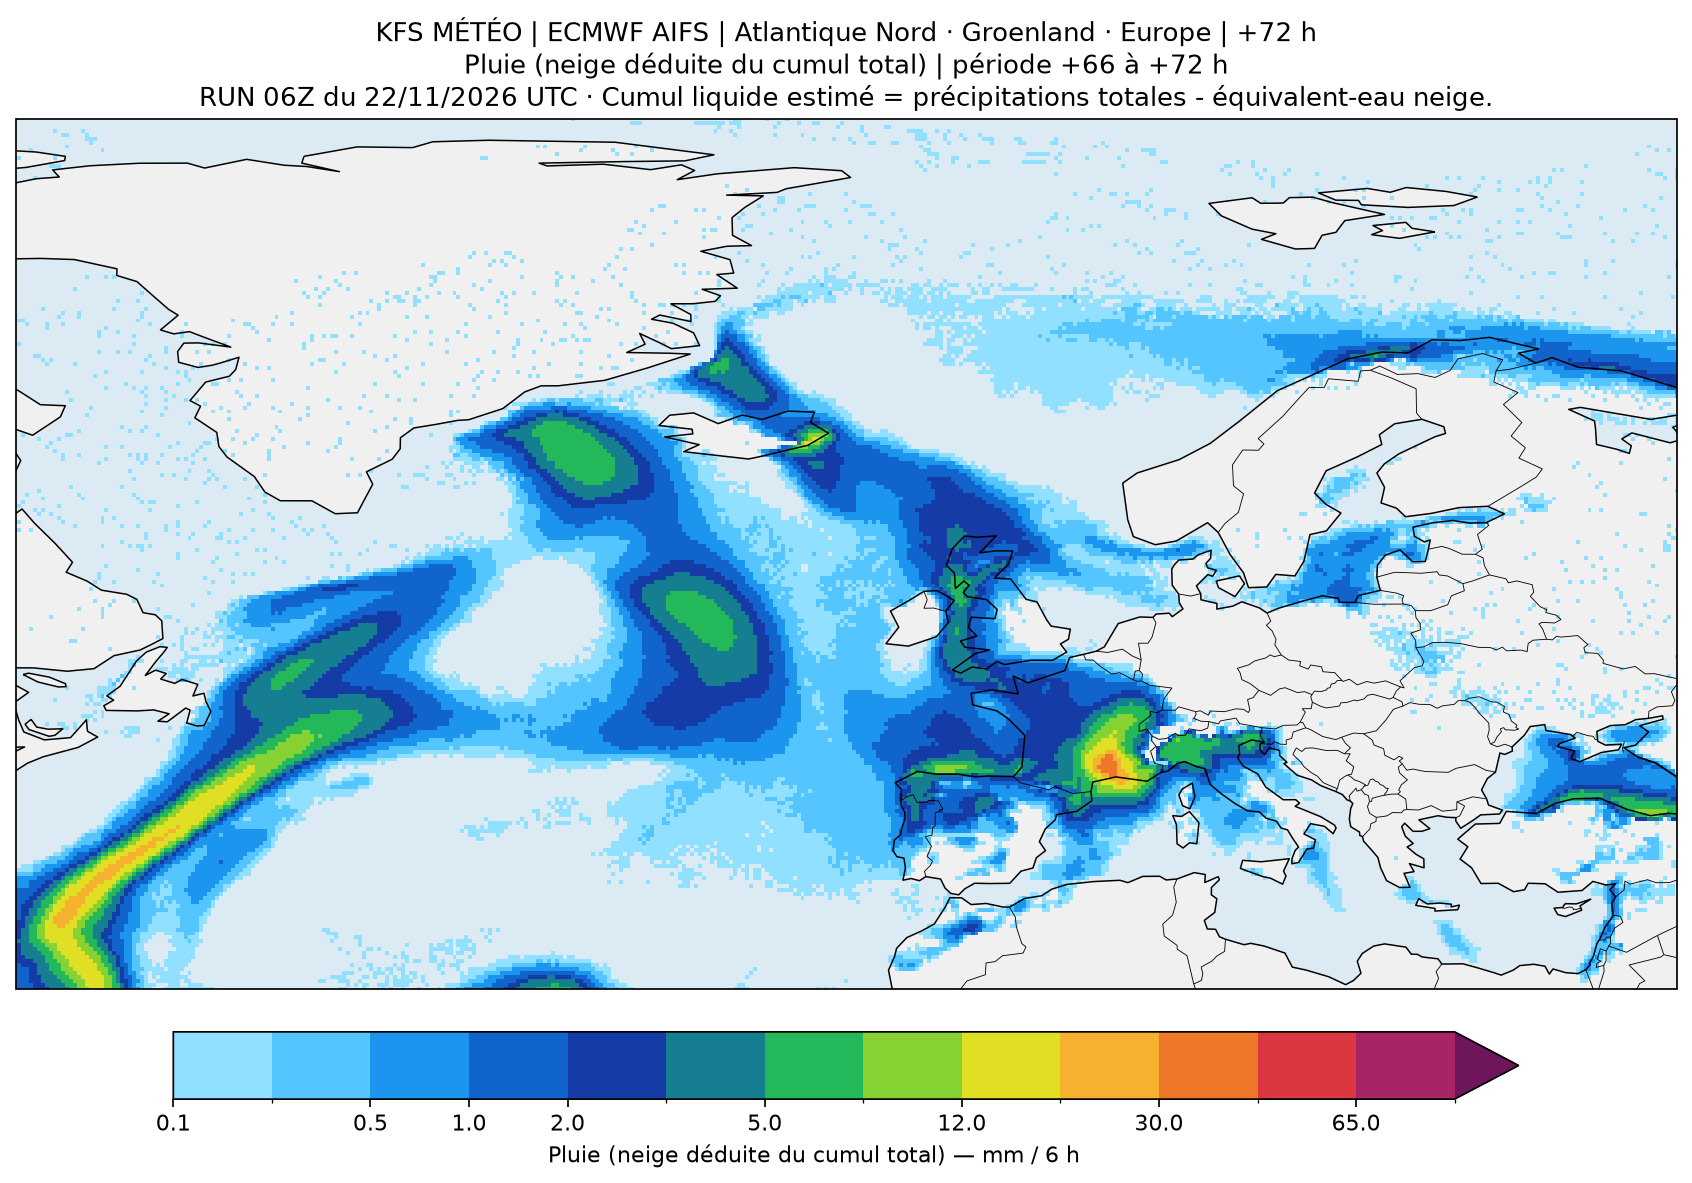 KFS MÉTÉO | ECMWF AIFS | Atlantique Nord · Groenland · Europe | +72 h
Pluie (neige déduite du cumul total) | période +66 à +72 h
RUN 06Z du 22/11/2026 UTC · Cumul liquide estimé = précipitations totales - équivalent-eau neige.
0.1 0.5 1.0 2.0 5.0 12.0 30.0 65.0
Pluie (neige déduite du cumul total) — mm / 6 h